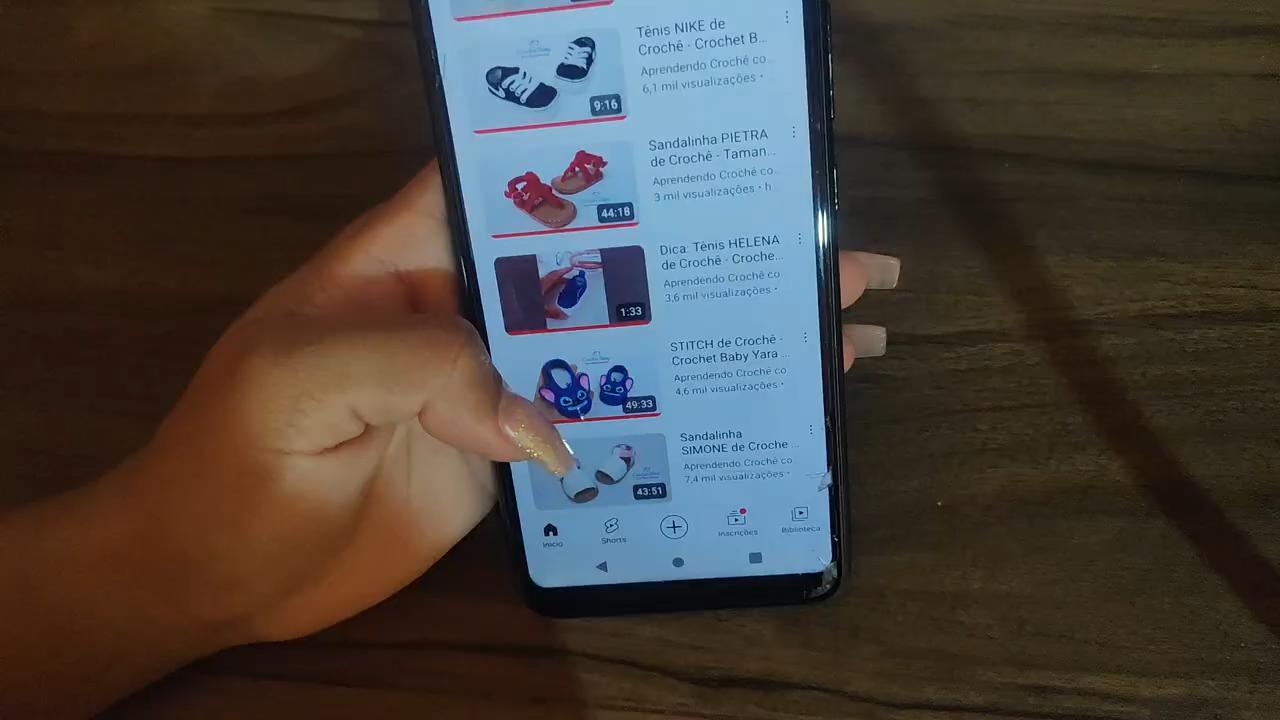 Tênis NIKE de
Crochê - Crochet B...
Aprendendo Crochê co..
6,1 mil visualizações •
9:16
Sandalinha PIETRA
de Crochê - Taman...
Aprendendo Crochê co..
3 mil visualizações • h
44:18
Dica: Tênis HELENA
de Crochê - Croche...
Aprendendo Crochê co..
3,6 mil visualizações •
1:33
STITCH de Crochê -
Crochet Baby Yara ...
Aprendendo Crochê co..
4,6 mil visualizações •
49:33
Sandalinha
SIMONE de Croche ...
Aprendendo Crochê co..
7,4 mil visualizações •
43:51
Início
Shorts
Inscrições
Biblioteca